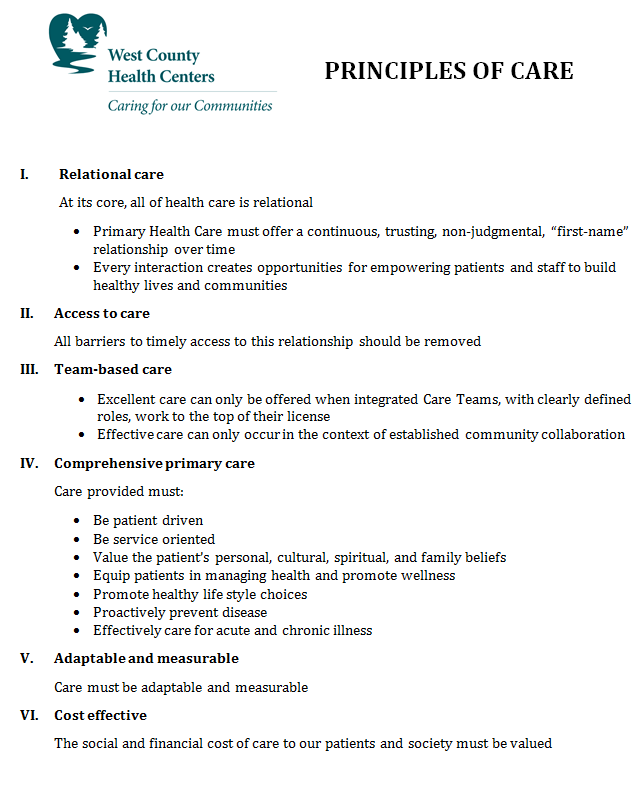 West County
Health Centers
Caring for our Communities
PRINCIPLES OF CARE
I. Relational care
At its core, all of health care is relational
• Primary Health Care must offer a continuous, trusting, non-judgmental, “first-name”
relationship over time
• Every interaction creates opportunities for empowering patients and staff to build
healthy lives and communities
II. Access to care
All barriers to timely access to this relationship should be removed
III. Team-based care
• Excellent care can only be offered when integrated Care Teams, with clearly defined
roles, work to the top of their license
• Effective care can only occur in the context of established community collaboration
IV. Comprehensive primary care
Care provided must:
• Be patient driven
• Be service oriented
• Value the patient’s personal, cultural, spiritual, and family beliefs
• Equip patients in managing health and promote wellness
• Promote healthy life style choices
• Proactively prevent disease
• Effectively care for acute and chronic illness
V. Adaptable and measurable
Care must be adaptable and measurable
VI. Cost effective
The social and financial cost of care to our patients and society must be valued